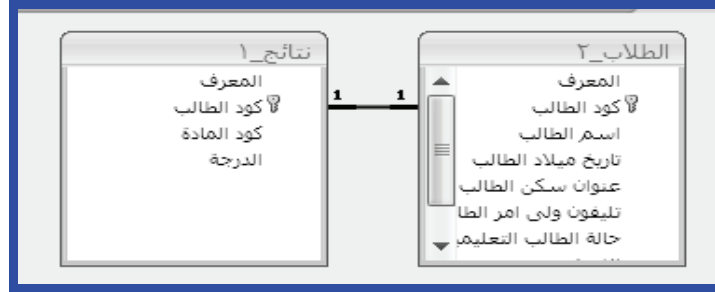 الطلاب_٢
المعرف
كود الطالب
اسم الطالب
تاريخ ميلاد الطالب
عنوان سكن الطالب
تليفون ولى امر الطا
حالة الطالب التعليمي
1 1
نتائج_١
المعرف
كود الطالب
كود المادة
الدرجة